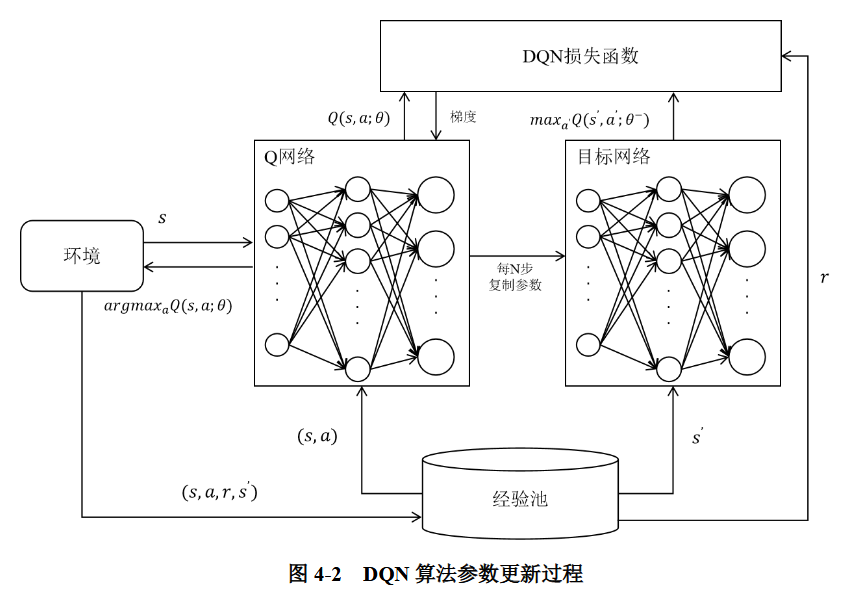 DQN损失函数
Q(s,a;θ)
梯度
max_{a'}Q(s',a';θ⁻)
Q网络
目标网络
s
环境
argmax_aQ(s,a;θ)
每N步
复制参数
r
(s,a)
s'
(s,a,r,s')
经验池
图 4-2 DQN 算法参数更新过程